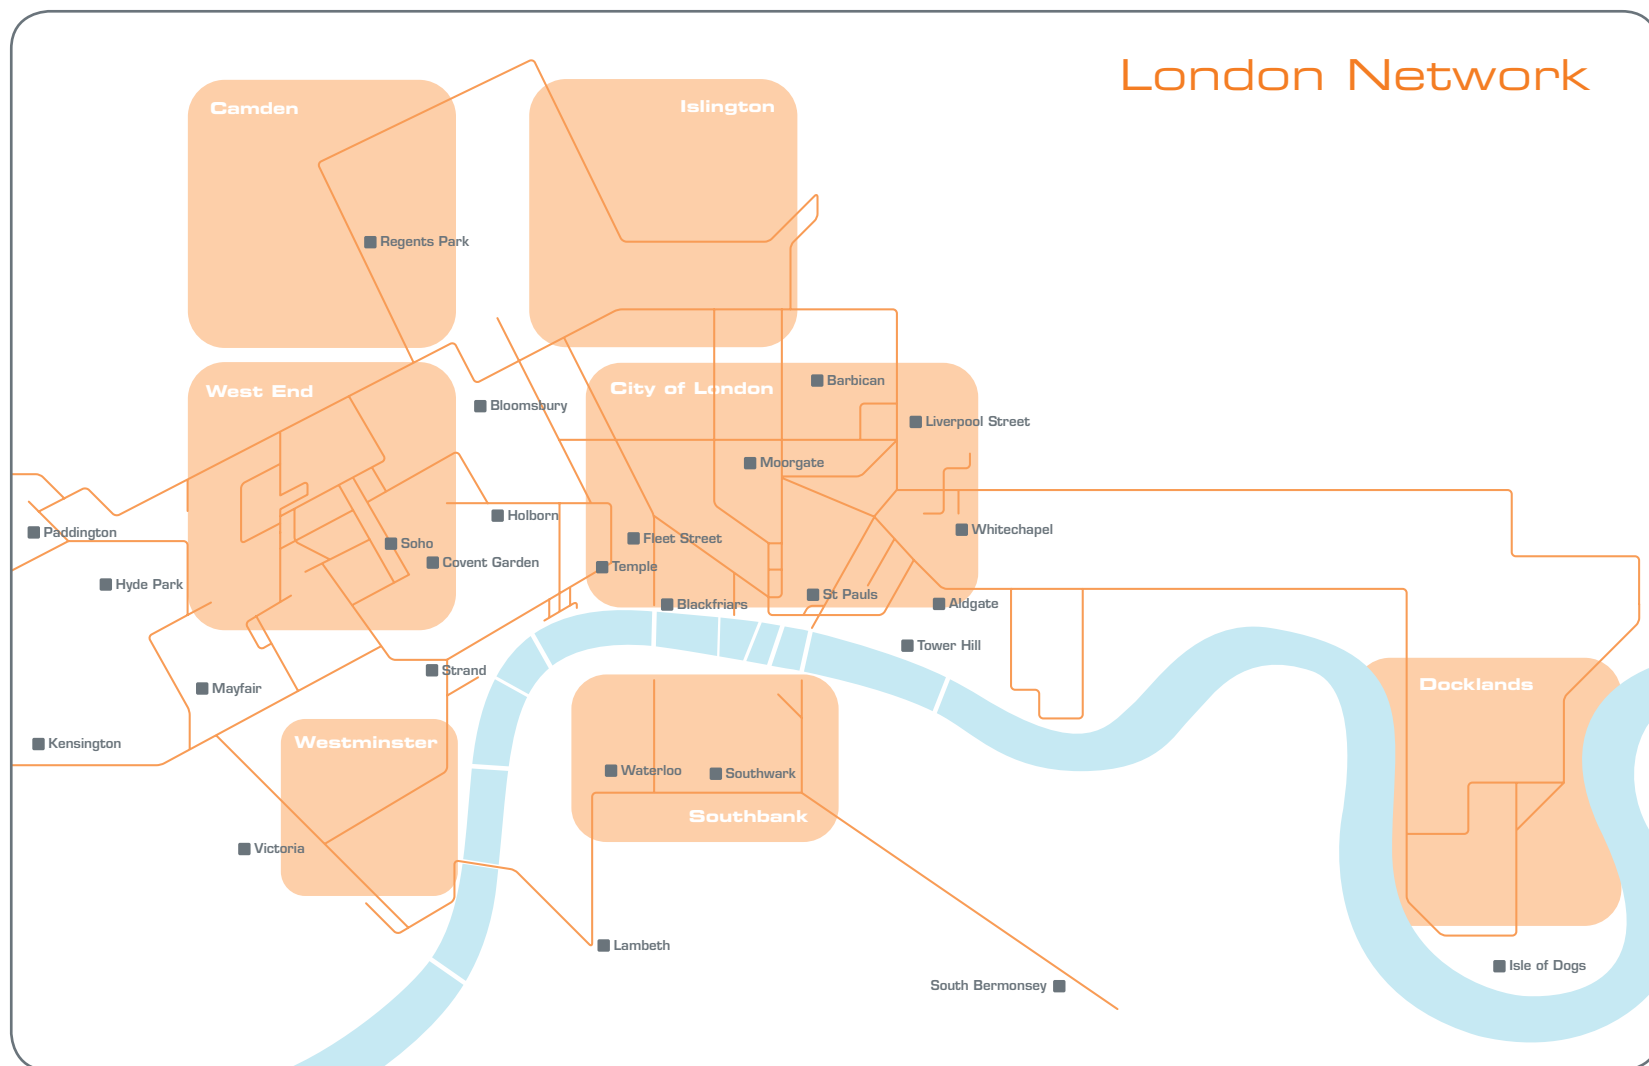 London Network
Camden
Islington
Regents Park
West End
City of London
Barbican
Bloomsbury
Liverpool Street
Moorgate
Holborn
Paddington
Soho
Fleet Street
Whitechapel
Covent Garden
Temple
Hyde Park
St Pauls
Blackfriars
Aldgate
Tower Hill
Strand
Mayfair
Docklands
Kensington
Westminster
Waterloo
Southwark
Southbank
Victoria
Lambeth
Isle of Dogs
South Bermonsey